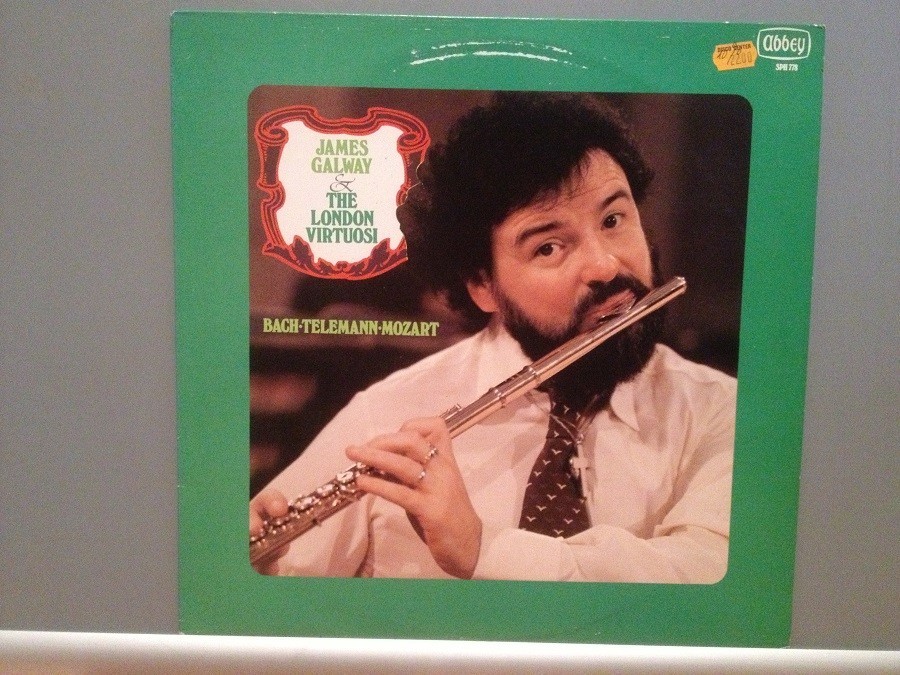 abbey
SPB 778
JAMES
GALWAY
&
THE
LONDON
VIRTUOSI
BACH·TELEMANN·MOZART